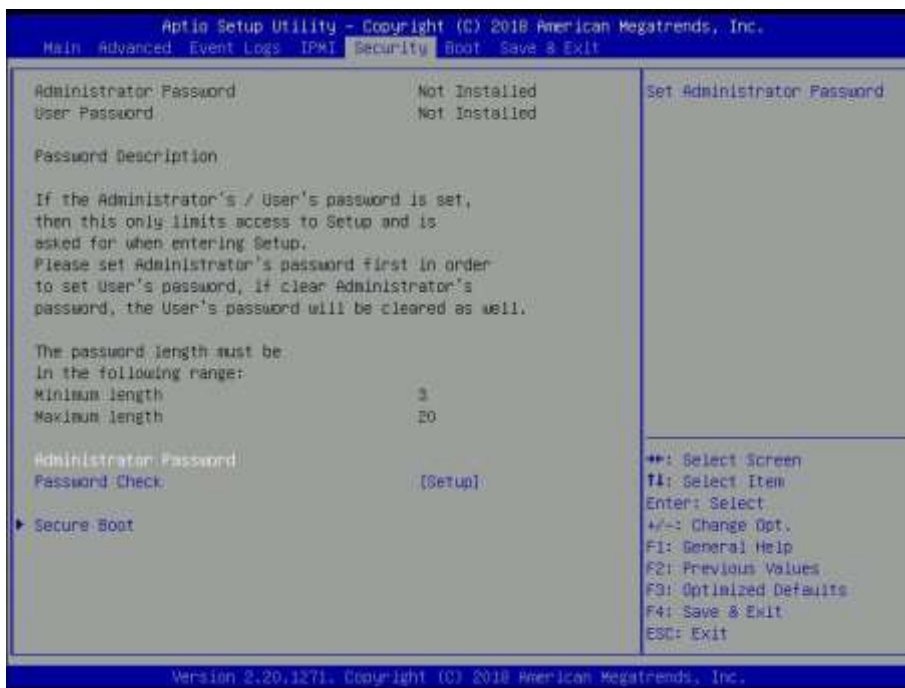 Aptio Setup Utility - Copyright (C) 2018 American Megatrends, Inc.
Main Advanced Event Logs IPMI Security Boot Save & Exit
Administrator Password Not Installed
User Password Not Installed
Set Administrator Password
Password Description
If the Administrator's / User's password is set,
then this only limits access to Setup and is
asked for when entering Setup.
Please set Administrator's password first in order
to set User's password, if clear Administrator's
password, the User's password will be cleared as well.
The password length must be
in the following range:
Minimum length 3
Maximum length 20
Administrator Password
Password Check [Setup]
Secure Boot
→←: Select Screen
↑↓: Select Item
Enter: Select
+/-: Change Opt.
F1: General Help
F2: Previous Values
F3: Optimized Defaults
F4: Save & Exit
ESC: Exit
Version 2.20.1271. Copyright (C) 2018 American Megatrends, Inc.